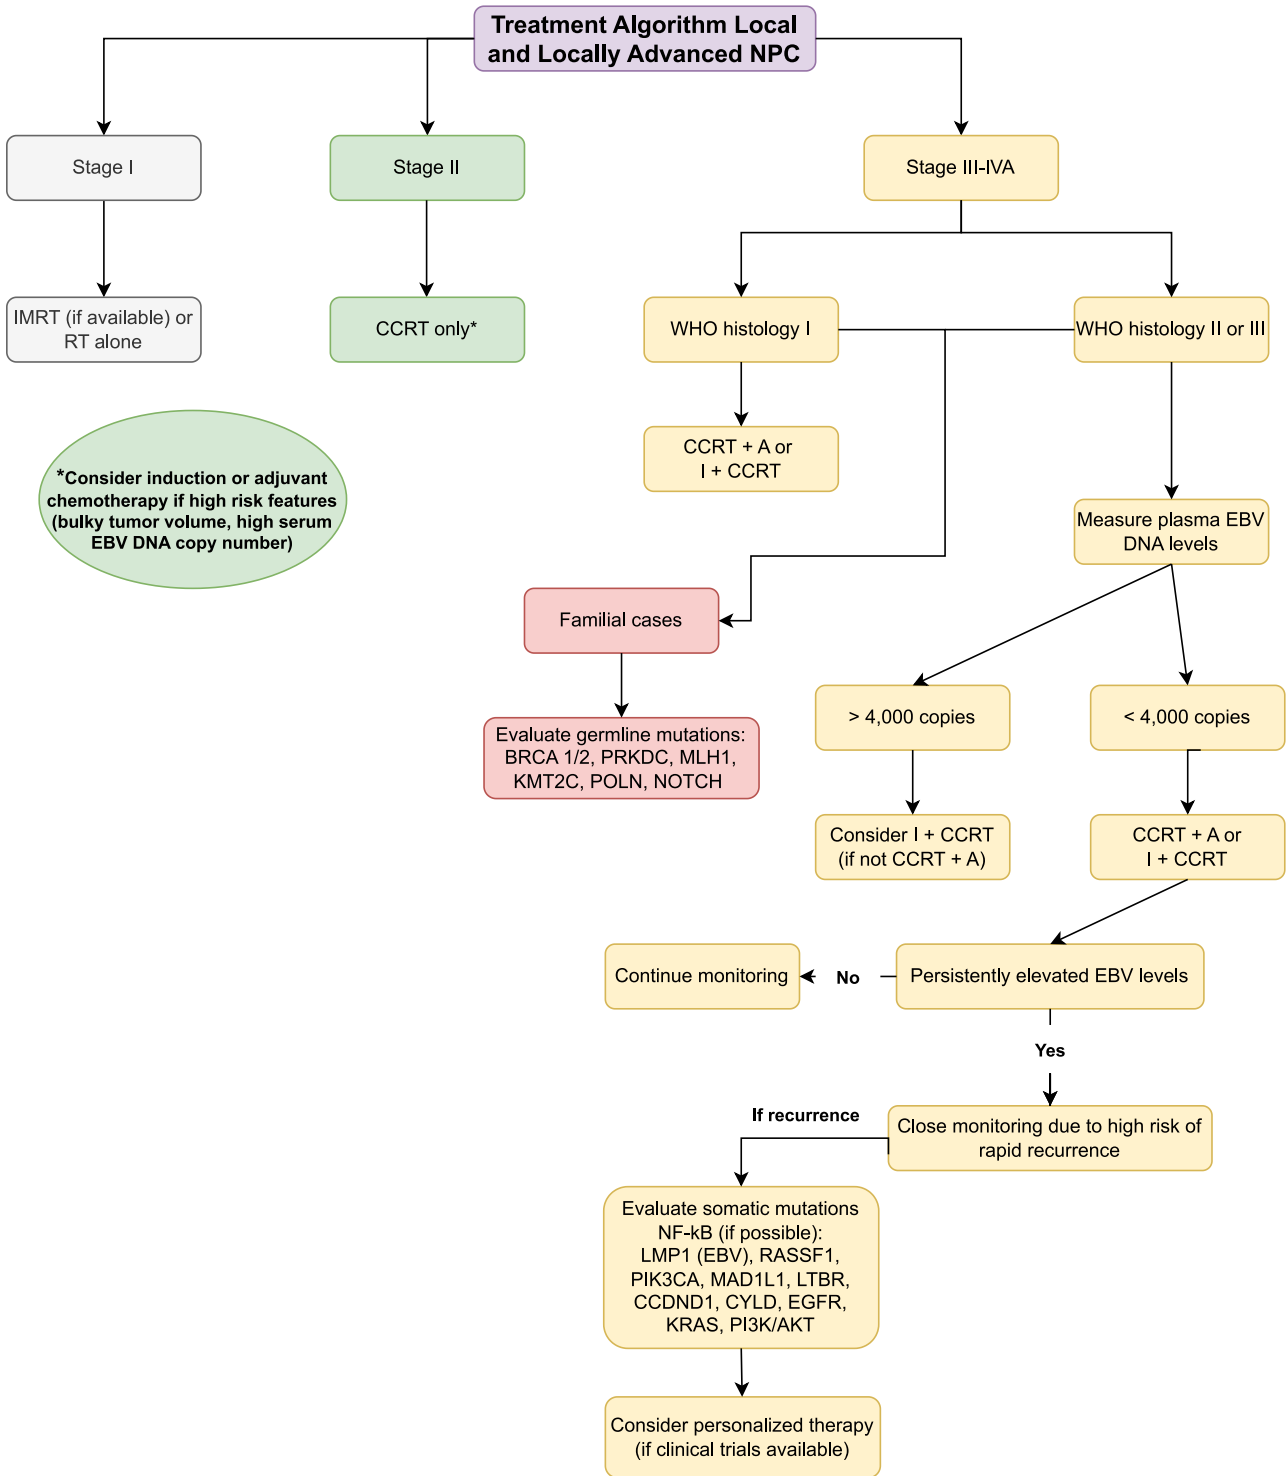 Treatment Algorithm Local
and Locally Advanced NPC
Stage I
Stage II
Stage III-IVA
IMRT (if available) or
RT alone
CCRT only*
WHO histology I
WHO histology II or III
*Consider induction or adjuvant
chemotherapy if high risk features
(bulky tumor volume, high serum
EBV DNA copy number)
CCRT + A or
I + CCRT
Measure plasma EBV
DNA levels
Familial cases
Evaluate germline mutations:
BRCA 1/2, PRKDC, MLH1,
KMT2C, POLN, NOTCH
> 4,000 copies
< 4,000 copies
Consider I + CCRT
(if not CCRT + A)
CCRT + A or
I + CCRT
Continue monitoring
No
Persistently elevated EBV levels
Yes
If recurrence
Close monitoring due to high risk of
rapid recurrence
Evaluate somatic mutations
NF-kB (if possible):
LMP1 (EBV), RASSF1,
PIK3CA, MAD1L1, LTBR,
CCDND1, CYLD, EGFR,
KRAS, PI3K/AKT
Consider personalized therapy
(if clinical trials available)